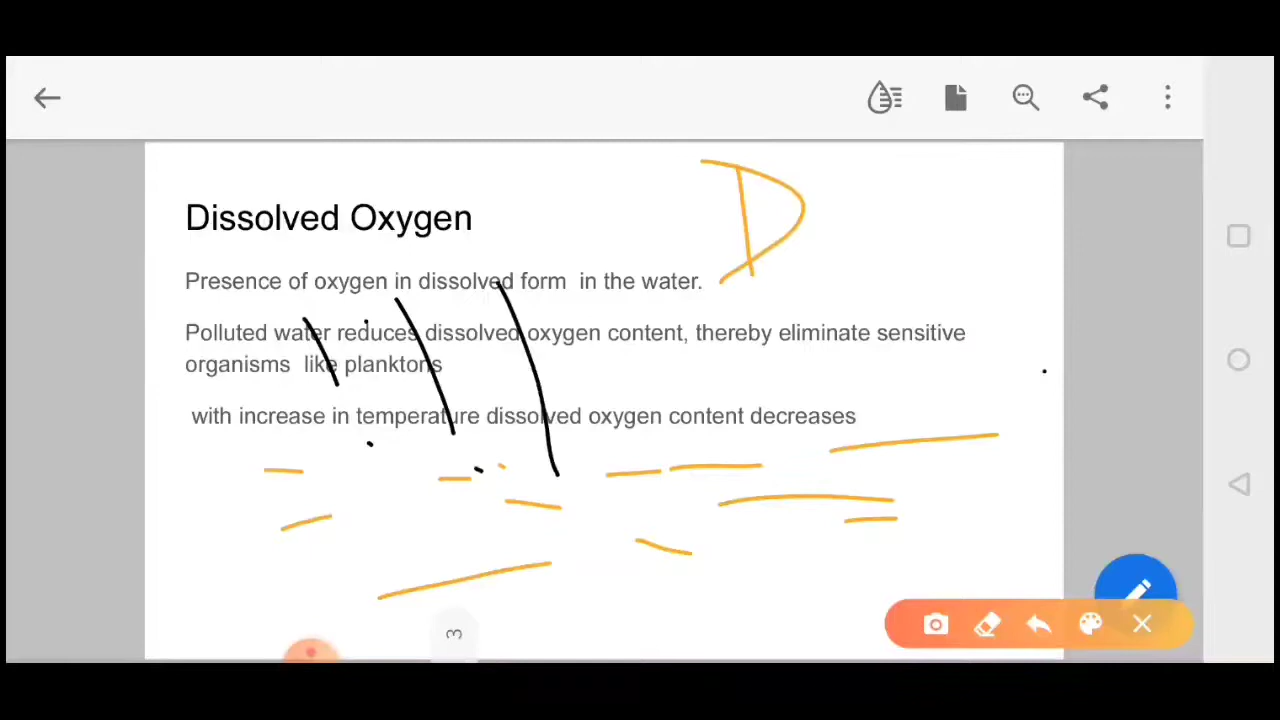 D
Dissolved Oxygen
Presence of oxygen in dissolved form in the water.
Polluted water reduces dissolved oxygen content, thereby eliminate sensitive
organisms like planktons
with increase in temperature dissolved oxygen content decreases
3